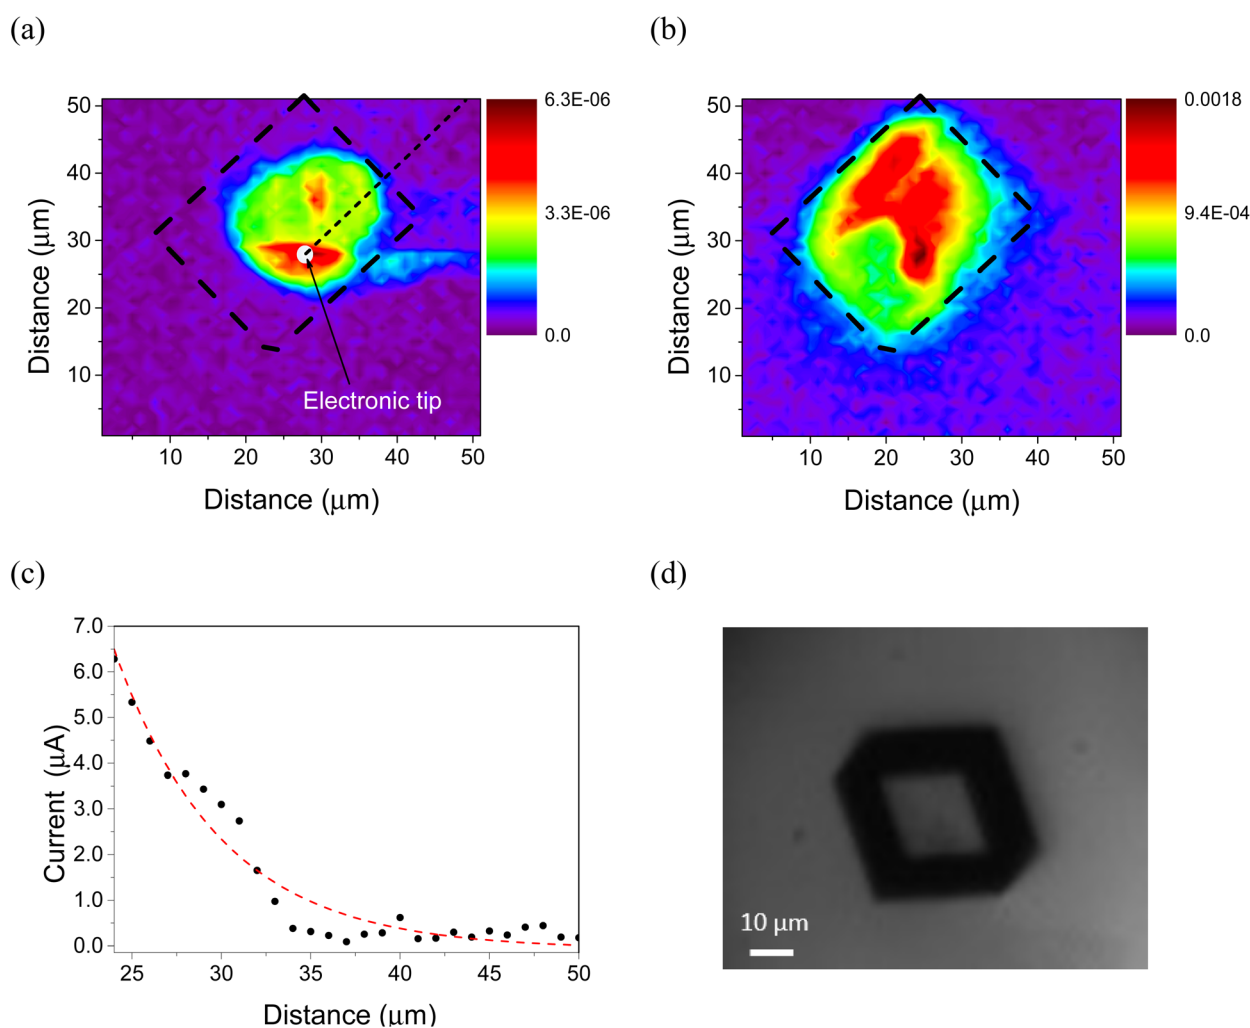 (a)
(b)
Distance (μm)
50
40
30
20
10
10
20
30
40
50
Distance (μm)
Electronic tip
6.3E-06
3.3E-06
0.0
Distance (μm)
50
40
30
20
10
10
20
30
40
50
Distance (μm)
0.0018
9.4E-04
0.0
(c)
(d)
Current (μA)
7.0
6.0
5.0
4.0
3.0
2.0
1.0
0.0
25
30
35
40
45
50
Distance (μm)
10 μm